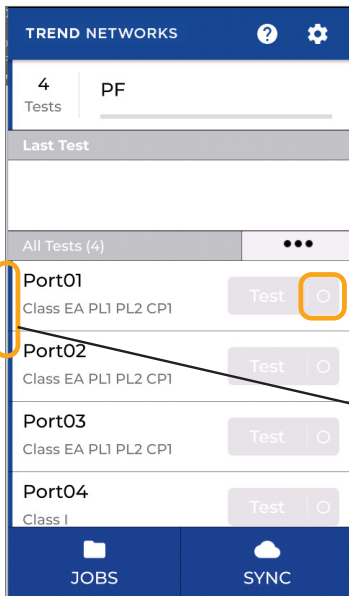 TREND NETWORKS
4
Tests
PF
Last Test
All Tests (4)
Port01
Class EA PL1 PL2 CP1
Test
Port02
Class EA PL1 PL2 CP1
Test
Port03
Class EA PL1 PL2 CP1
Test
Port04
Class I
Test
JOBS
SYNC